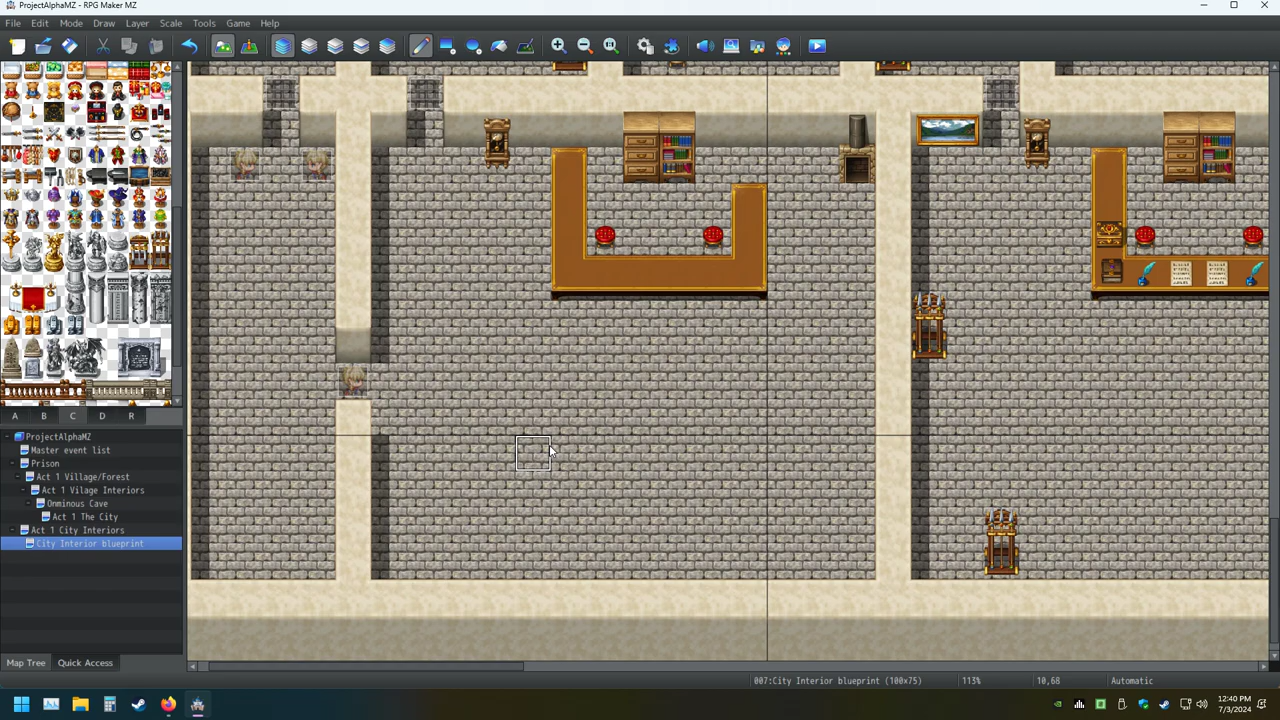 ProjectAlphaMZ - RPG Maker MZ
File Edit Mode Draw Layer Scale Tools Game Help
A B C D R
ProjectAlphaMZ
Master event list
Prison
Act 1 Village/Forest
Act 1 Vilage Interiors
Onminous Cave
Act 1 The City
Act 1 City Interiors
City Interior blueprint
Map Tree Quick Access
007:City Interior blueprint (100x75) 113% 10,68 Automatic
12:40 PM
7/3/2024